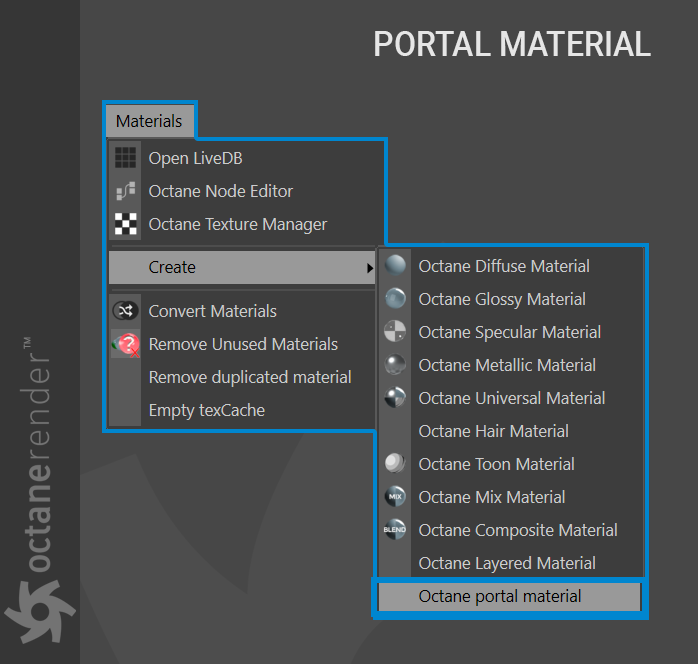 PORTAL MATERIAL
Materials
Open LiveDB
Octane Node Editor
Octane Texture Manager
Create
Convert Materials
Remove Unused Materials
Remove duplicated material
Empty texCache
Octane Diffuse Material
Octane Glossy Material
Octane Specular Material
Octane Metallic Material
Octane Universal Material
Octane Hair Material
Octane Toon Material
MIX
Octane Mix Material
BLEND
Octane Composite Material
Octane Layered Material
Octane portal material
octanerender™